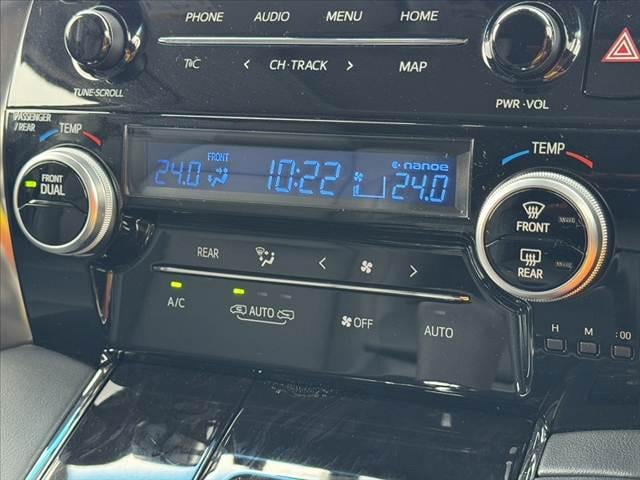 PHONE AUDIO MENU HOME
T/C < CH·TRACK > MAP
TUNE·SCROLL
PWR·VOL
PASSENGER
/REAR
TEMP
TEMP
FRONT
DUAL
FRONT
nanoe
24.0 10:22 24.0
FRONT
REAR
REAR < >
A/C AUTO OFF AUTO
H M :00